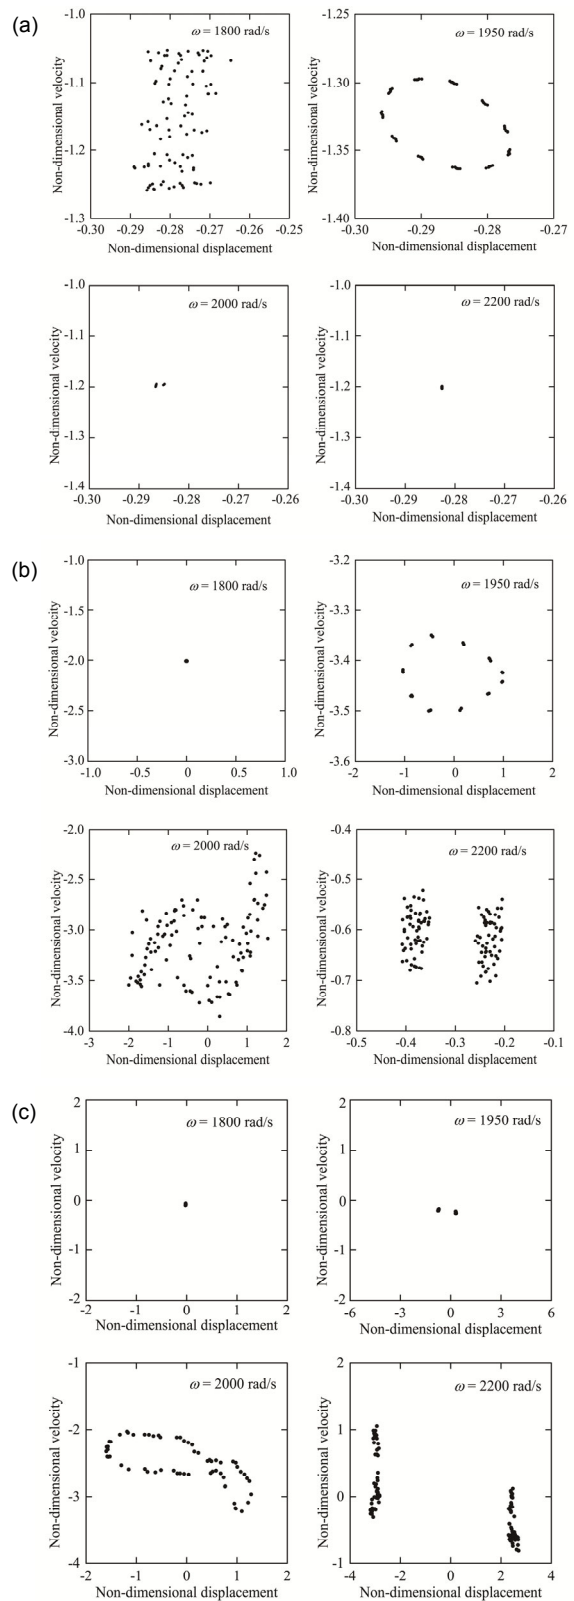 (a)
ω = 1800 rad/s
-1.0
-1.1
-1.2
-1.3
-0.30 -0.29 -0.28 -0.27 -0.26 -0.25
Non-dimensional displacement
Non-dimensional velocity
ω = 1950 rad/s
-1.25
-1.30
-1.35
-1.40
-0.30 -0.29 -0.28 -0.27
Non-dimensional displacement
Non-dimensional velocity
ω = 2000 rad/s
-1.0
-1.1
-1.2
-1.3
-1.4
-0.30 -0.29 -0.28 -0.27 -0.26
Non-dimensional displacement
Non-dimensional velocity
ω = 2200 rad/s
-1.0
-1.1
-1.2
-1.3
-1.4
-0.30 -0.29 -0.28 -0.27 -0.26
Non-dimensional displacement
Non-dimensional velocity
(b)
ω = 1800 rad/s
-1.0
-1.5
-2.0
-2.5
-3.0
-1.0 -0.5 0 0.5 1.0
Non-dimensional displacement
Non-dimensional velocity
ω = 1950 rad/s
-3.2
-3.3
-3.4
-3.5
-3.6
-2 -1 0 1 2
Non-dimensional displacement
Non-dimensional velocity
ω = 2000 rad/s
-2.0
-2.5
-3.0
-3.5
-4.0
-3 -2 -1 0 1 2
Non-dimensional displacement
Non-dimensional velocity
ω = 2200 rad/s
-0.4
-0.5
-0.6
-0.7
-0.8
-0.5 -0.4 -0.3 -0.2 -0.1
Non-dimensional displacement
Non-dimensional velocity
(c)
ω = 1800 rad/s
2
1
0
-1
-2
-2 -1 0 1 2
Non-dimensional displacement
Non-dimensional velocity
ω = 1950 rad/s
2
1
0
-1
-2
-6 -3 0 3 6
Non-dimensional displacement
Non-dimensional velocity
ω = 2000 rad/s
-1
-2
-3
-4
-2 -1 0 1 2
Non-dimensional displacement
Non-dimensional velocity
ω = 2200 rad/s
2
1
0
-1
-4 -2 0 2 4
Non-dimensional displacement
Non-dimensional velocity